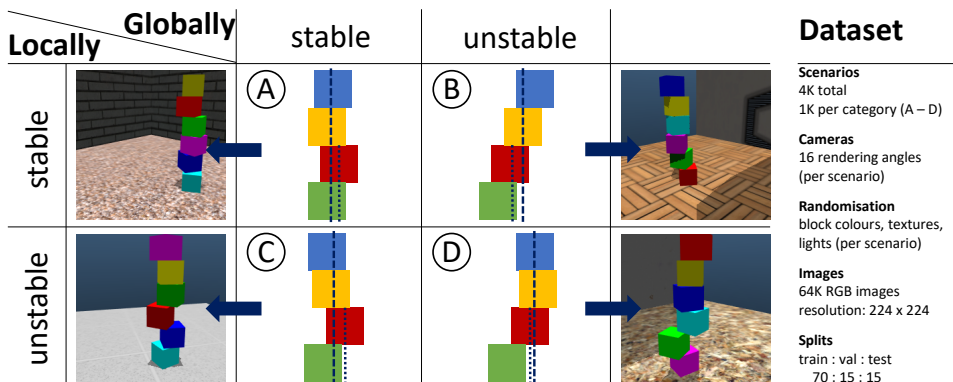 Globally
Locally
stable
unstable
stable
A
B
unstable
C
D
Dataset
Scenarios
4K total
1K per category (A – D)
Cameras
16 rendering angles
(per scenario)
Randomisation
block colours, textures,
lights (per scenario)
Images
64K RGB images
resolution: 224 x 224
Splits
train : val : test
70 : 15 : 15